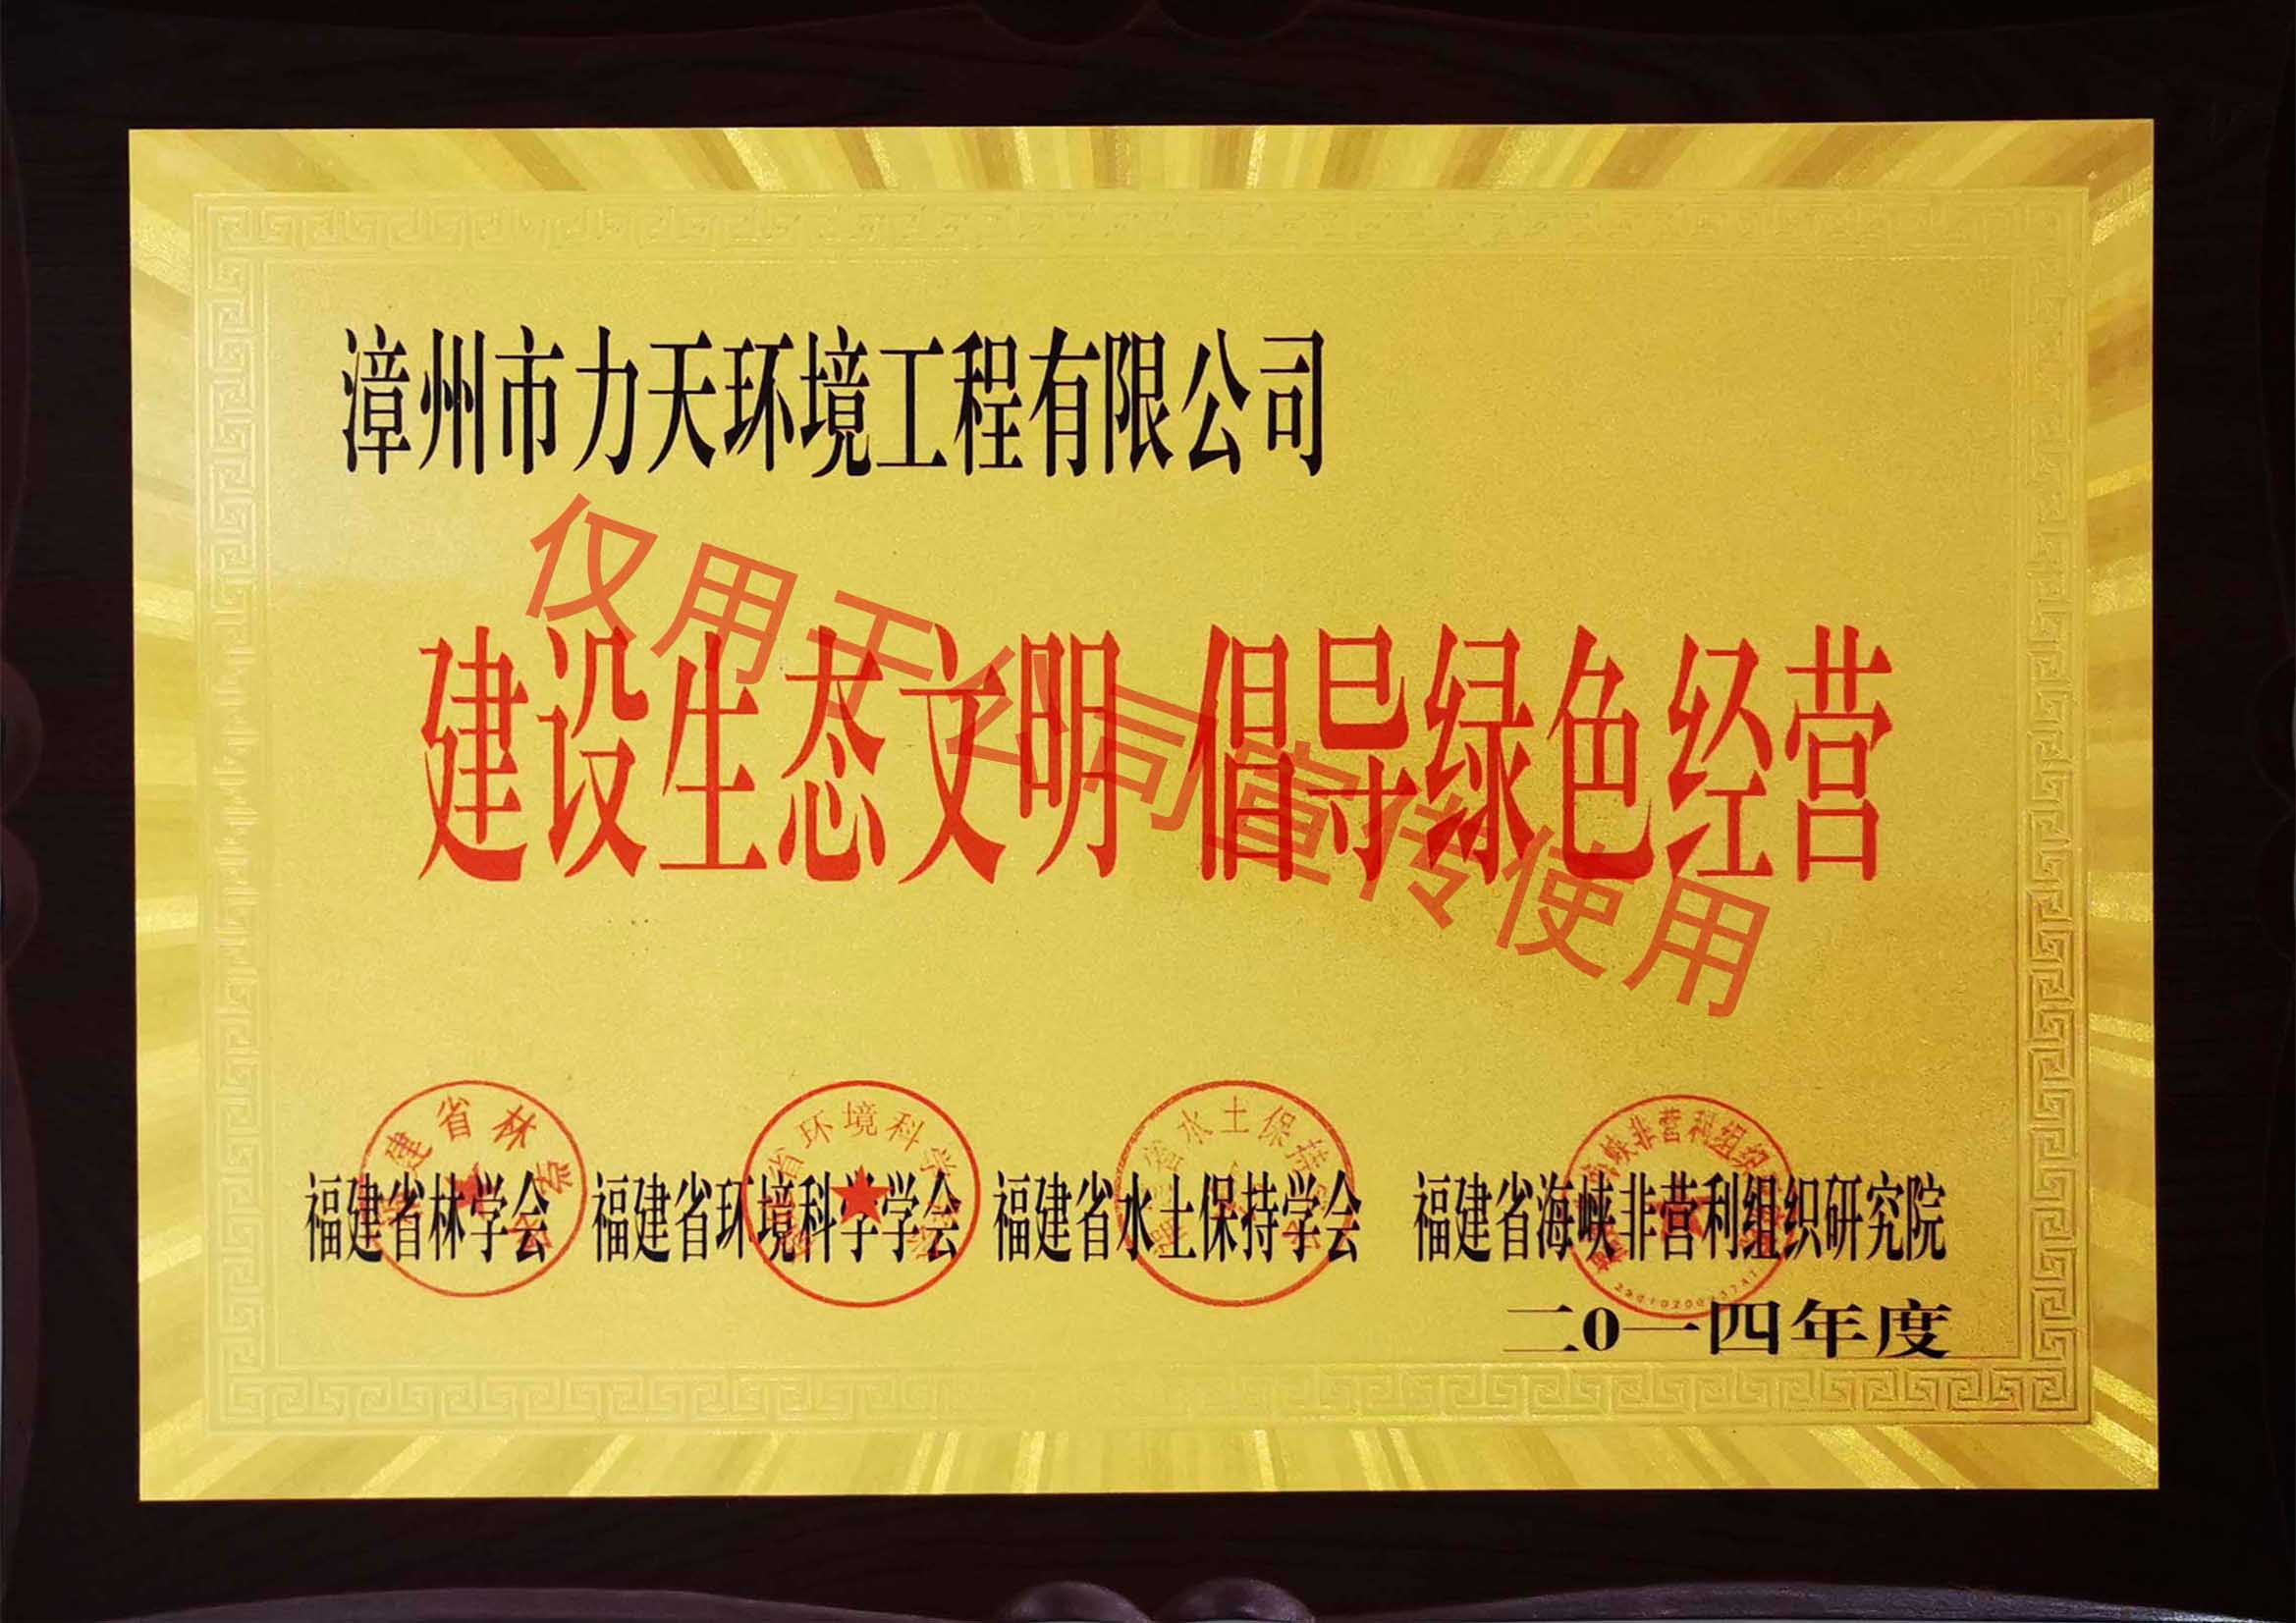 漳州市力天环境工程有限公司
仅用于公司宣传使用
建设生态文明 倡导绿色经营
福建省林学会 福建省环境科学学会 福建省水土保持学会 福建省海峡非营利组织研究院
二0一四年度